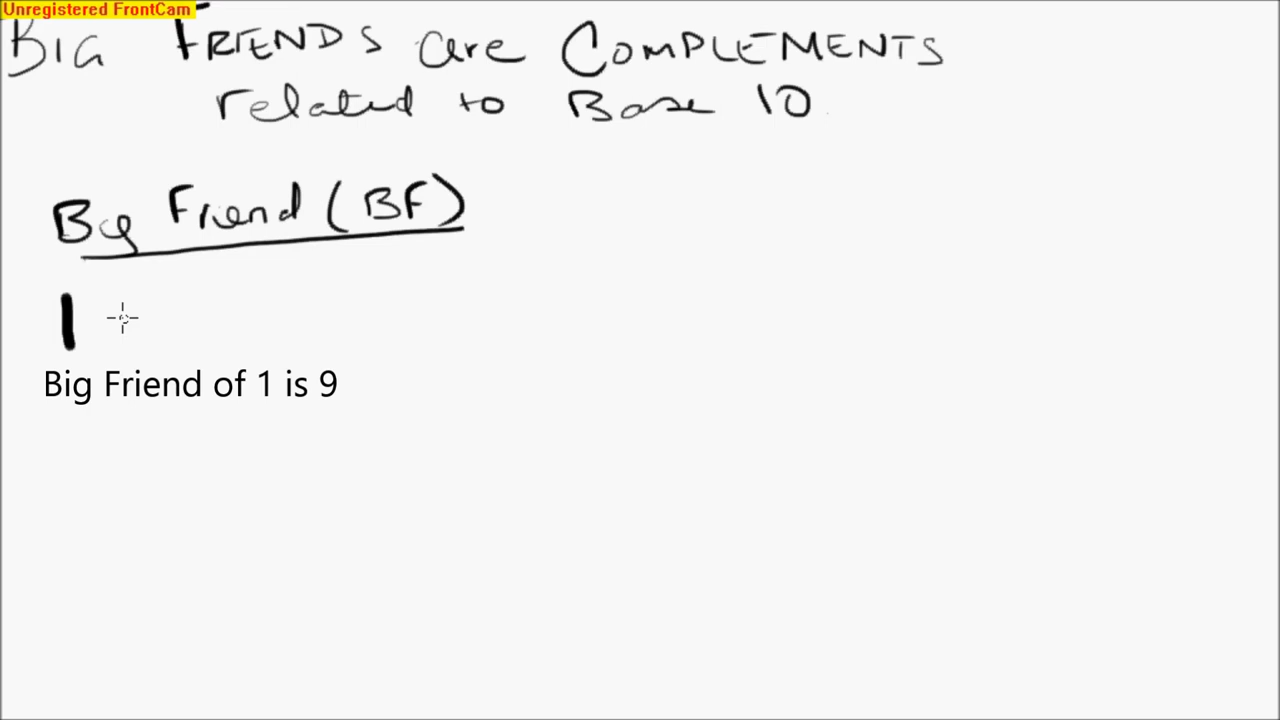 Unregistered FrontCam
BIG FRIENDS are COMPLEMENTS
related to Base 10
Big Friend (BF)
1
Big Friend of 1 is 9